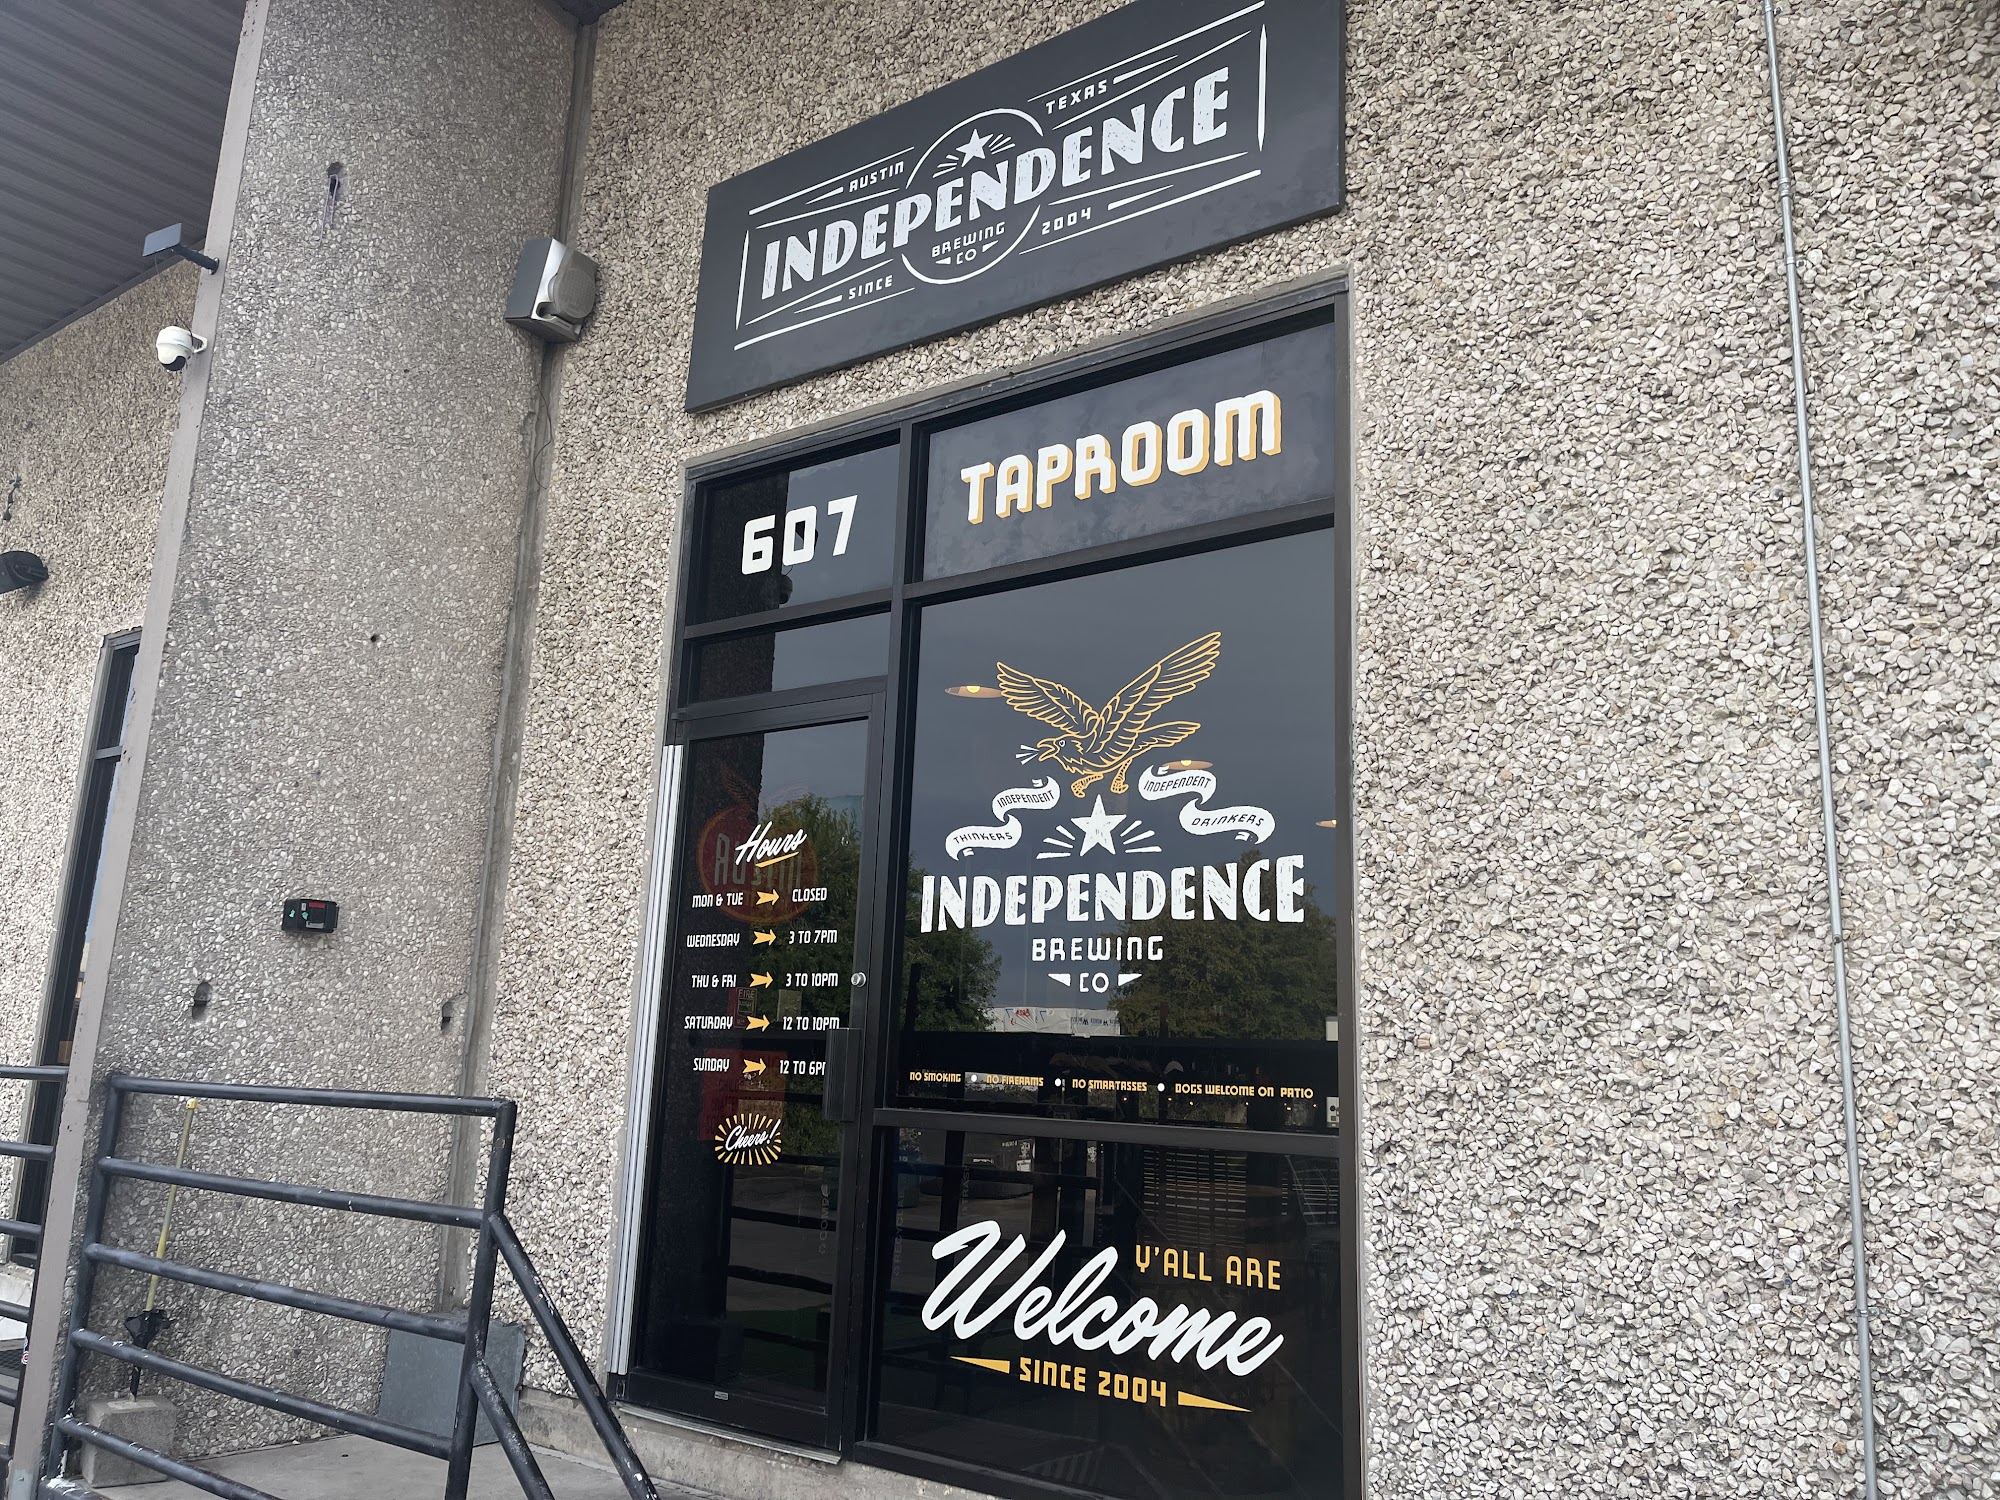 AUSTIN TEXAS
INDEPENDENCE
BREWING
CO
SINCE 2004
607
TAPROOM
INDEPENDENT INDEPENDENT
THINKERS DRINKERS
INDEPENDENCE
BREWING
CO
Hours
MON & TUE CLOSED
WEDNESDAY 3 TO 7PM
THU & FRI 3 TO 10PM
SATURDAY 12 TO 10PM
SUNDAY 12 TO 6PM
Cheers!
NO SMOKING • NO FIREARMS • NO SMARTASSES • DOGS WELCOME ON PATIO
Y'ALL ARE
Welcome
SINCE 2004
AUSTIN
FIRE